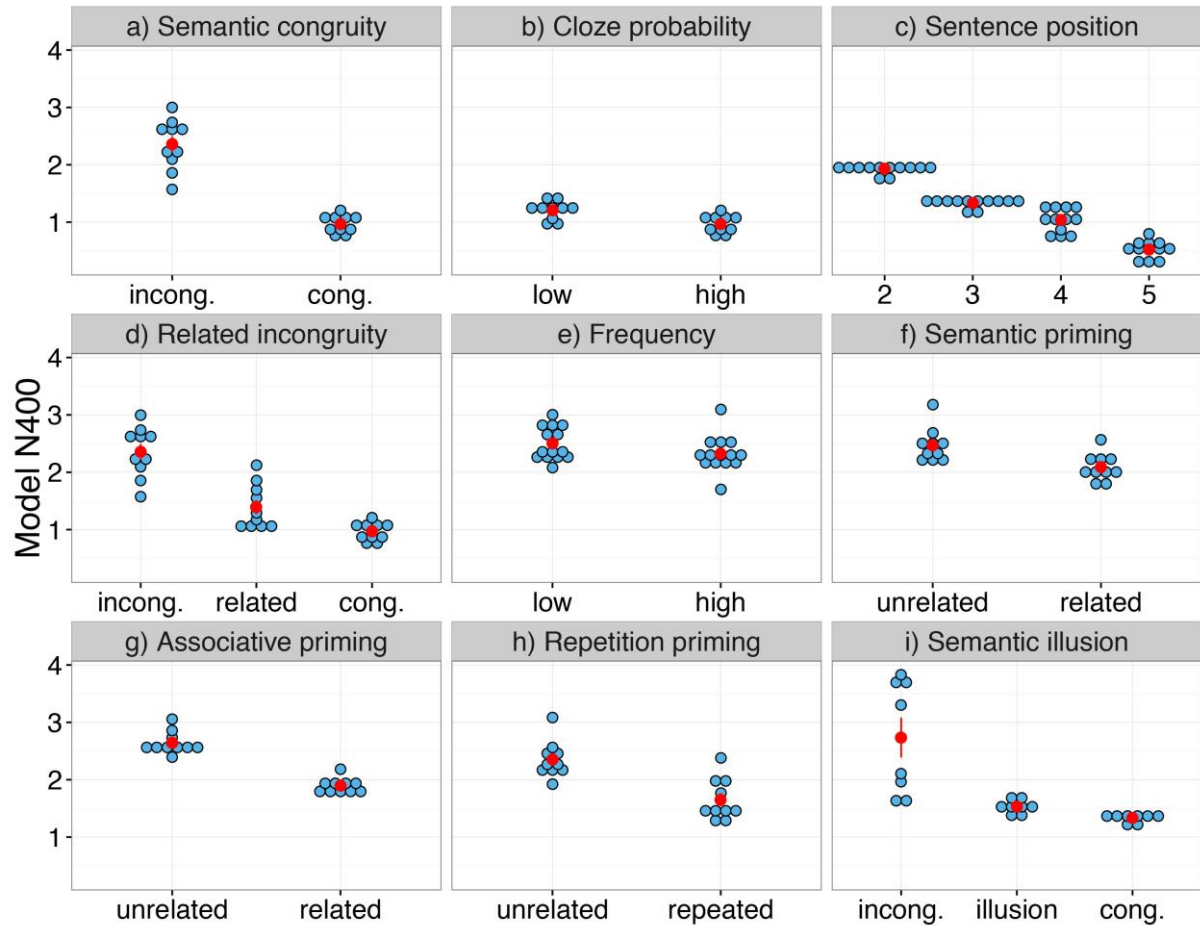 a) Semantic congruity
b) Cloze probability
c) Sentence position
4
3
2
1
incong.
cong.
low
high
2
3
4
5
d) Related incongruity
e) Frequency
f) Semantic priming
Model N400
4
3
2
1
incong.
related
cong.
low
high
unrelated
related
g) Associative priming
h) Repetition priming
i) Semantic illusion
4
3
2
1
unrelated
related
unrelated
repeated
incong.
illusion
cong.